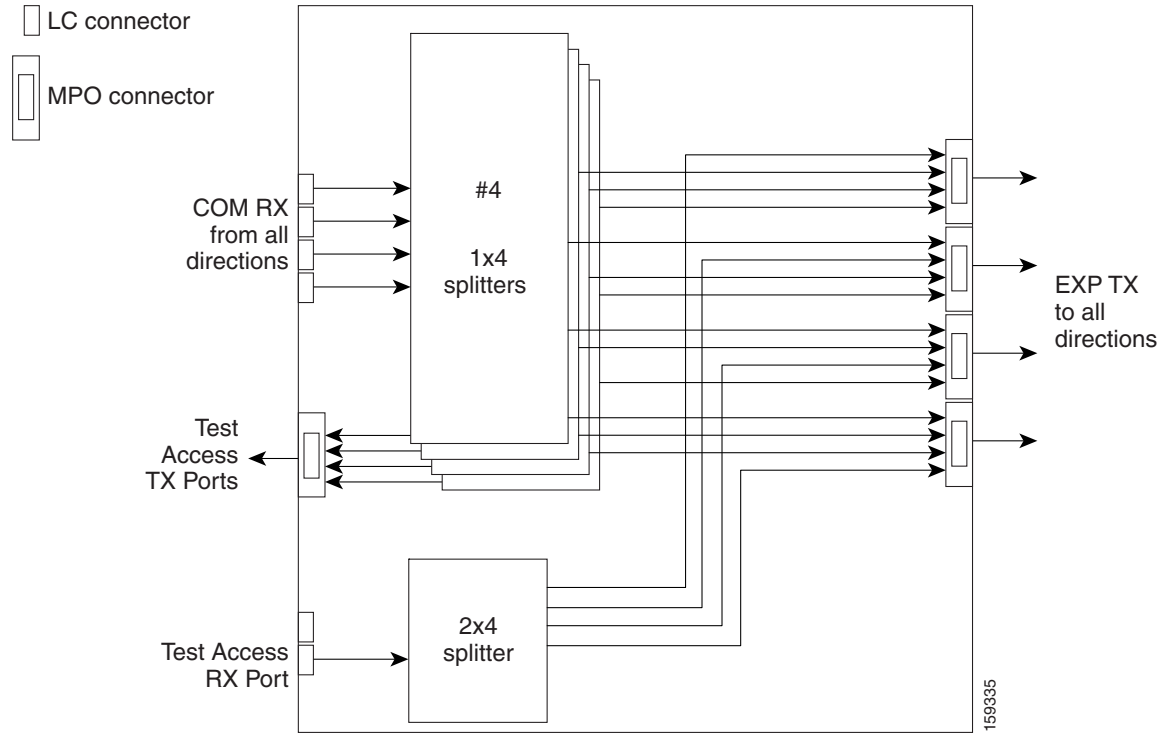 LC connector
MPO connector
COM RX
from all
directions
#4
1x4
splitters
EXP TX
to all
directions
Test
Access
TX Ports
2x4
splitter
Test Access
RX Port
159335